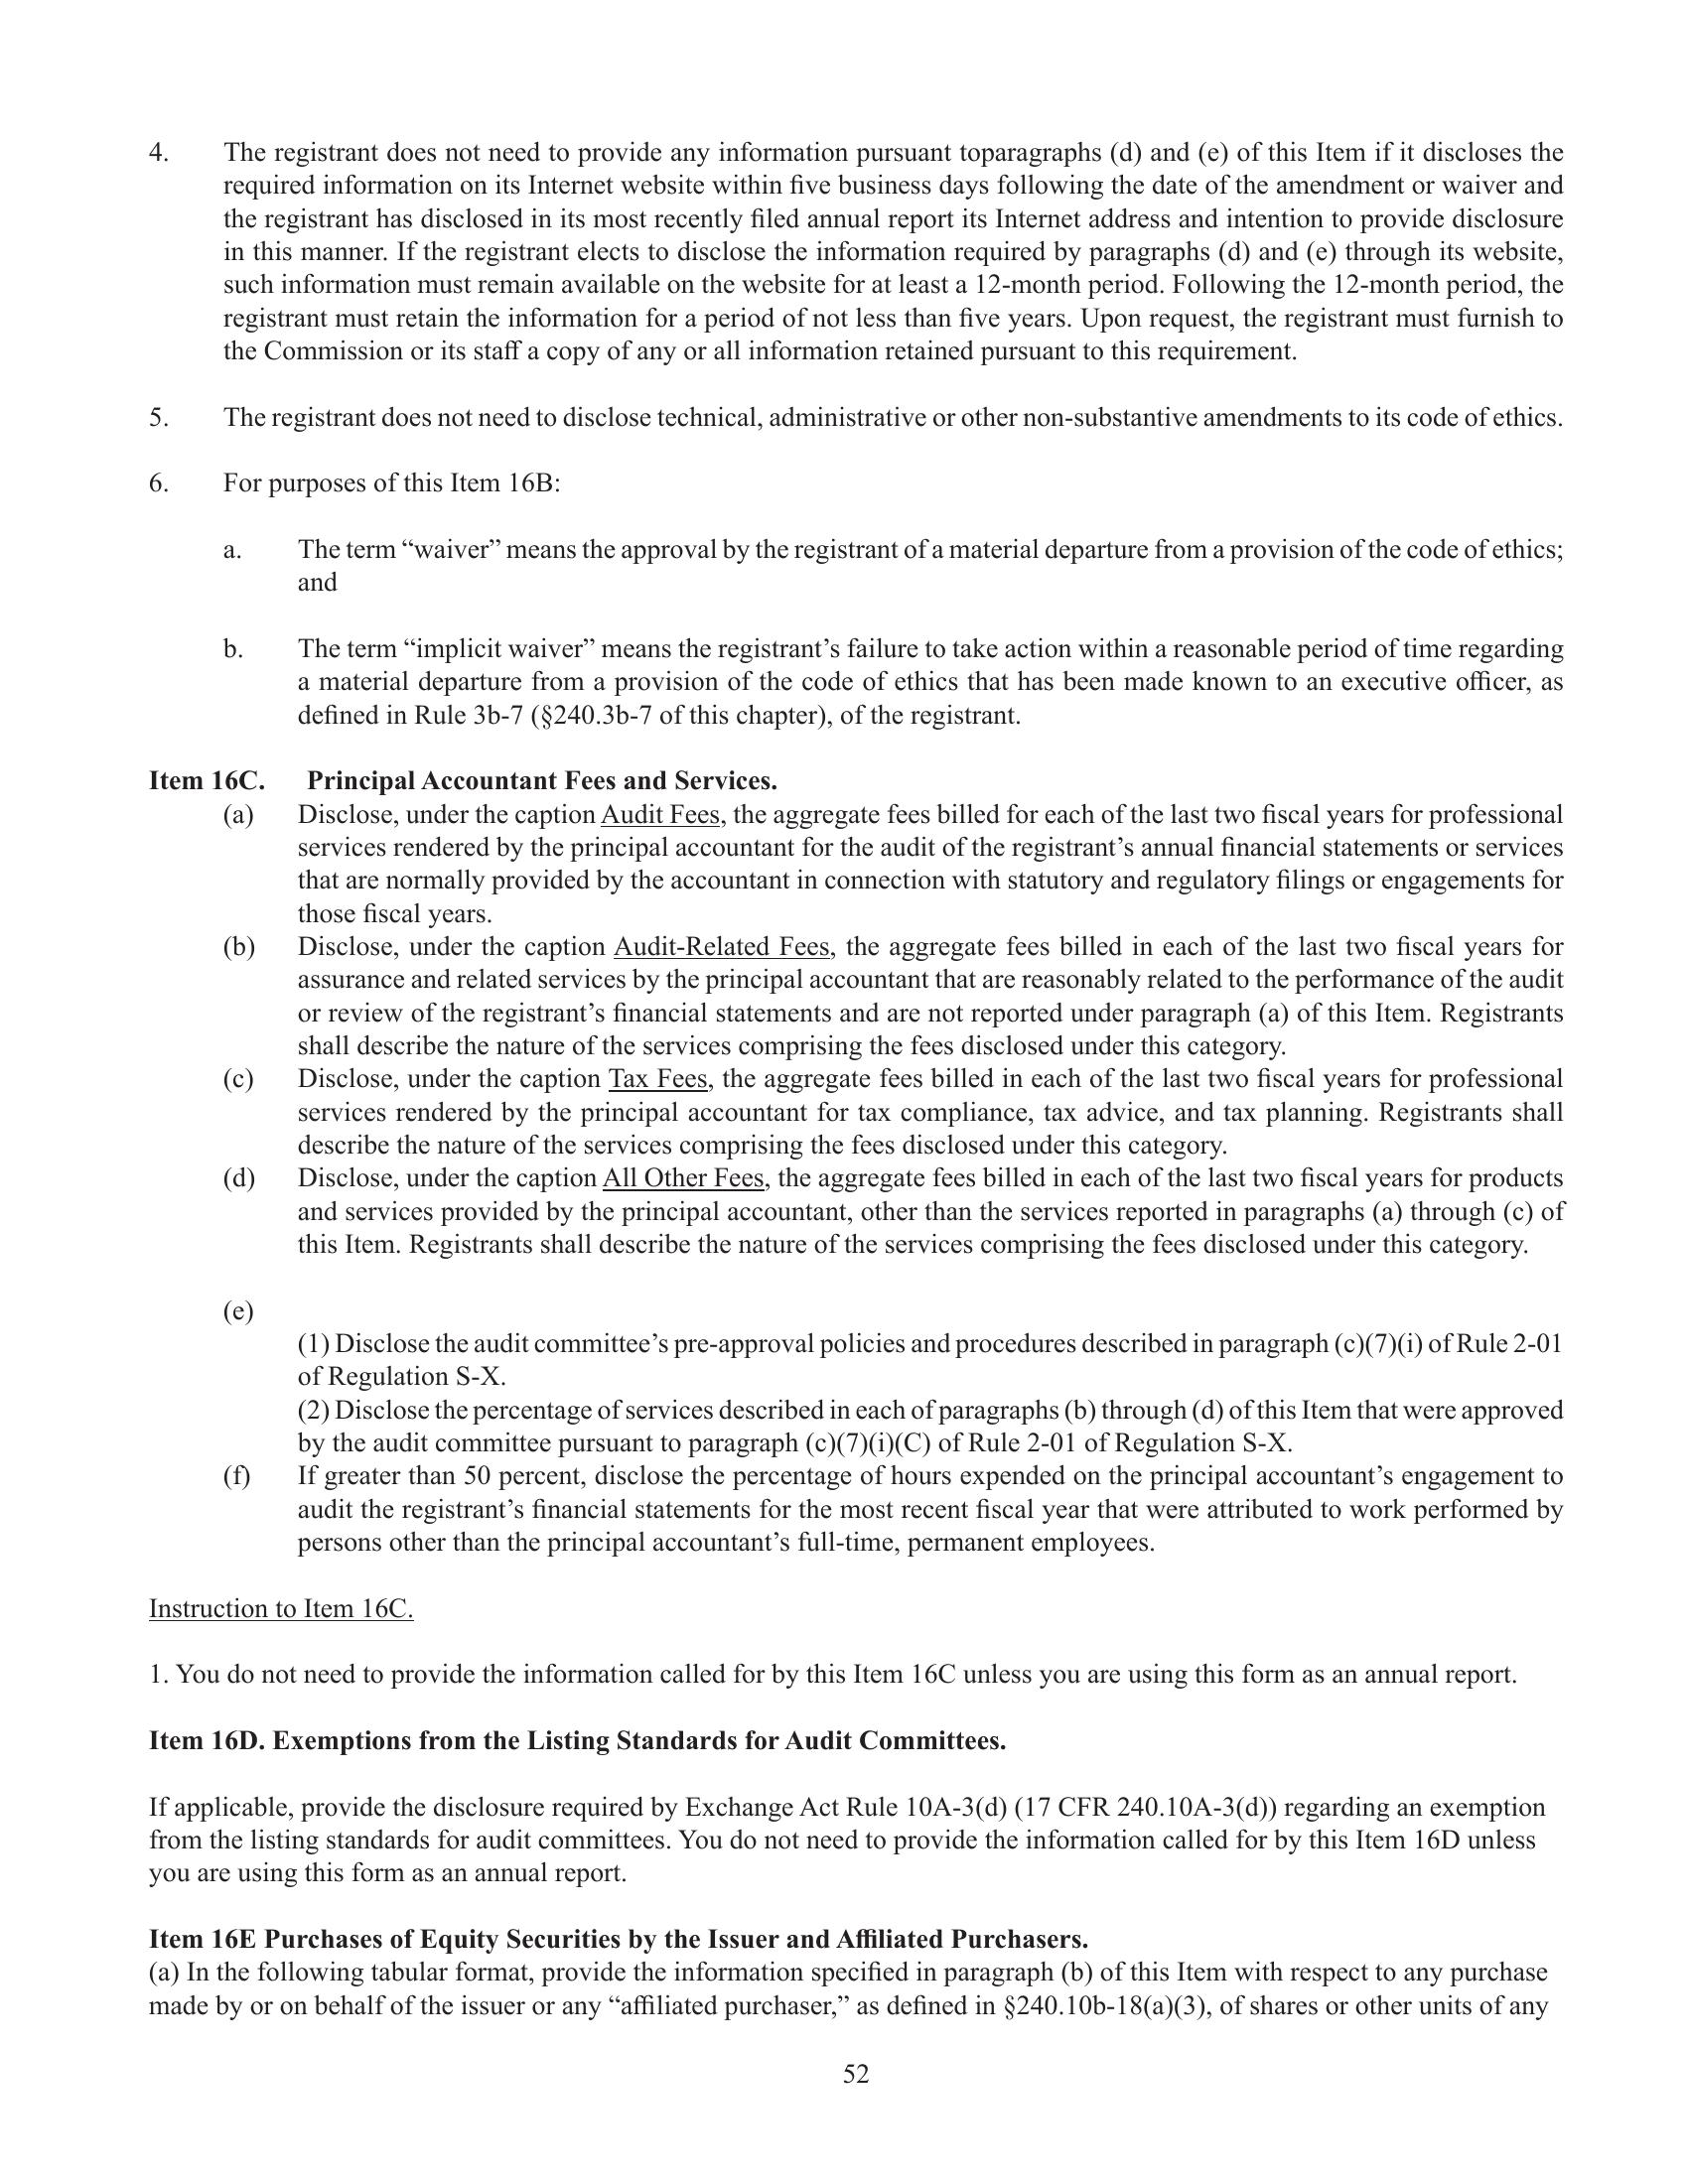 4. The registrant does not need to provide any information pursuant toparagraphs (d) and (e) of this Item if it discloses the
required information on its Internet website within five business days following the date of the amendment or waiver and
the registrant has disclosed in its most recently filed annual report its Internet address and intention to provide disclosure
in this manner. If the registrant elects to disclose the information required by paragraphs (d) and (e) through its website,
such information must remain available on the website for at least a 12-month period. Following the 12-month period, the
registrant must retain the information for a period of not less than five years. Upon request, the registrant must furnish to
the Commission or its staff a copy of any or all information retained pursuant to this requirement.
5. The registrant does not need to disclose technical, administrative or other non-substantive amendments to its code of ethics.
6. For purposes of this Item 16B:
a. The term “waiver” means the approval by the registrant of a material departure from a provision of the code of ethics;
and
b. The term “implicit waiver” means the registrant’s failure to take action within a reasonable period of time regarding
a material departure from a provision of the code of ethics that has been made known to an executive officer, as
defined in Rule 3b-7 (§240.3b-7 of this chapter), of the registrant.
Item 16C. Principal Accountant Fees and Services.
(a) Disclose, under the caption Audit Fees, the aggregate fees billed for each of the last two fiscal years for professional
services rendered by the principal accountant for the audit of the registrant’s annual financial statements or services
that are normally provided by the accountant in connection with statutory and regulatory filings or engagements for
those fiscal years.
(b) Disclose, under the caption Audit-Related Fees, the aggregate fees billed in each of the last two fiscal years for
assurance and related services by the principal accountant that are reasonably related to the performance of the audit
or review of the registrant’s financial statements and are not reported under paragraph (a) of this Item. Registrants
shall describe the nature of the services comprising the fees disclosed under this category.
(c) Disclose, under the caption Tax Fees, the aggregate fees billed in each of the last two fiscal years for professional
services rendered by the principal accountant for tax compliance, tax advice, and tax planning. Registrants shall
describe the nature of the services comprising the fees disclosed under this category.
(d) Disclose, under the caption All Other Fees, the aggregate fees billed in each of the last two fiscal years for products
and services provided by the principal accountant, other than the services reported in paragraphs (a) through (c) of
this Item. Registrants shall describe the nature of the services comprising the fees disclosed under this category.
(e)
(1) Disclose the audit committee’s pre-approval policies and procedures described in paragraph (c)(7)(i) of Rule 2-01
of Regulation S-X.
(2) Disclose the percentage of services described in each of paragraphs (b) through (d) of this Item that were approved
by the audit committee pursuant to paragraph (c)(7)(i)(C) of Rule 2-01 of Regulation S-X.
(f) If greater than 50 percent, disclose the percentage of hours expended on the principal accountant’s engagement to
audit the registrant’s financial statements for the most recent fiscal year that were attributed to work performed by
persons other than the principal accountant’s full-time, permanent employees.
Instruction to Item 16C.
1. You do not need to provide the information called for by this Item 16C unless you are using this form as an annual report.
Item 16D. Exemptions from the Listing Standards for Audit Committees.
If applicable, provide the disclosure required by Exchange Act Rule 10A-3(d) (17 CFR 240.10A-3(d)) regarding an exemption
from the listing standards for audit committees. You do not need to provide the information called for by this Item 16D unless
you are using this form as an annual report.
Item 16E Purchases of Equity Securities by the Issuer and Affiliated Purchasers.
(a) In the following tabular format, provide the information specified in paragraph (b) of this Item with respect to any purchase
made by or on behalf of the issuer or any “affiliated purchaser,” as defined in §240.10b-18(a)(3), of shares or other units of any
52